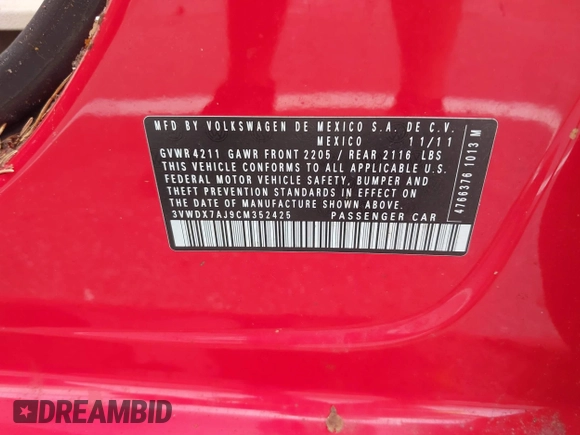 MFD BY VOLKSWAGEN DE MEXICO S.A. DE C.V.
MEXICO 11/11
GVWR 4211 GAWR FRONT 2205 / REAR 2116 LBS
THIS VEHICLE CONFORMS TO ALL APPLICABLE U.S.
FEDERAL MOTOR VEHICLE SAFETY, BUMPER AND
THEFT PREVENTION STANDARDS IN EFFECT ON
THE DATE OF MANUFACTURE SHOWN ABOVE.
3VWDX7AJ9CM352425 PASSENGER CAR
4766376 1013 M
DREAMBID